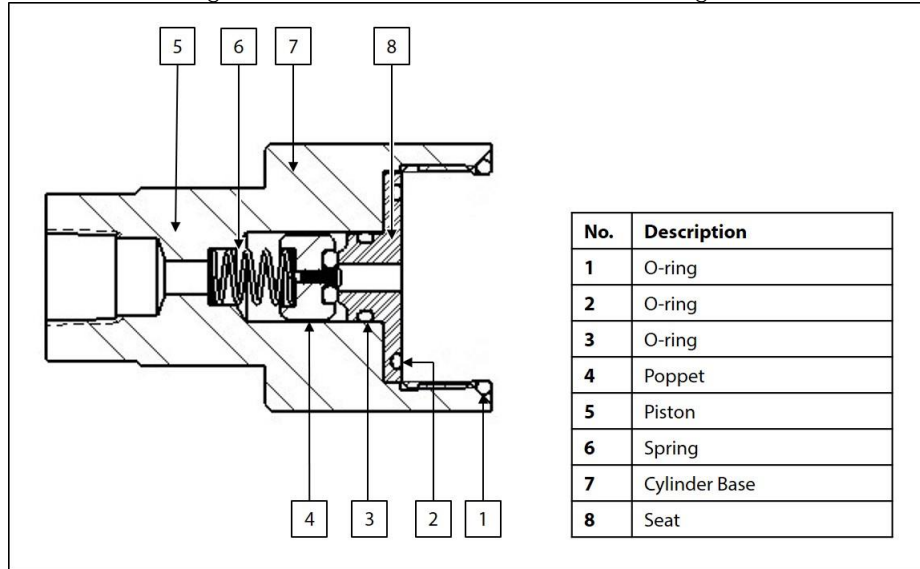 5 6 7 8
No. Description
1 O-ring
2 O-ring
3 O-ring
4 Poppet
5 Piston
6 Spring
7 Cylinder Base
8 Seat
4 3 2 1